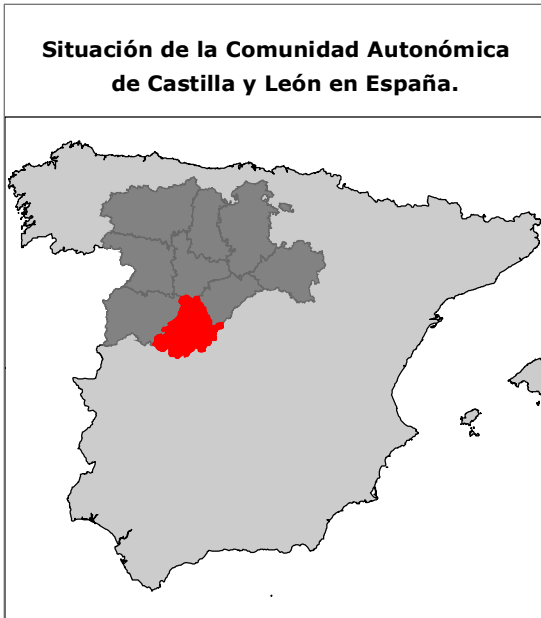 Situación de la Comunidad Autonómica
de Castilla y León en España.